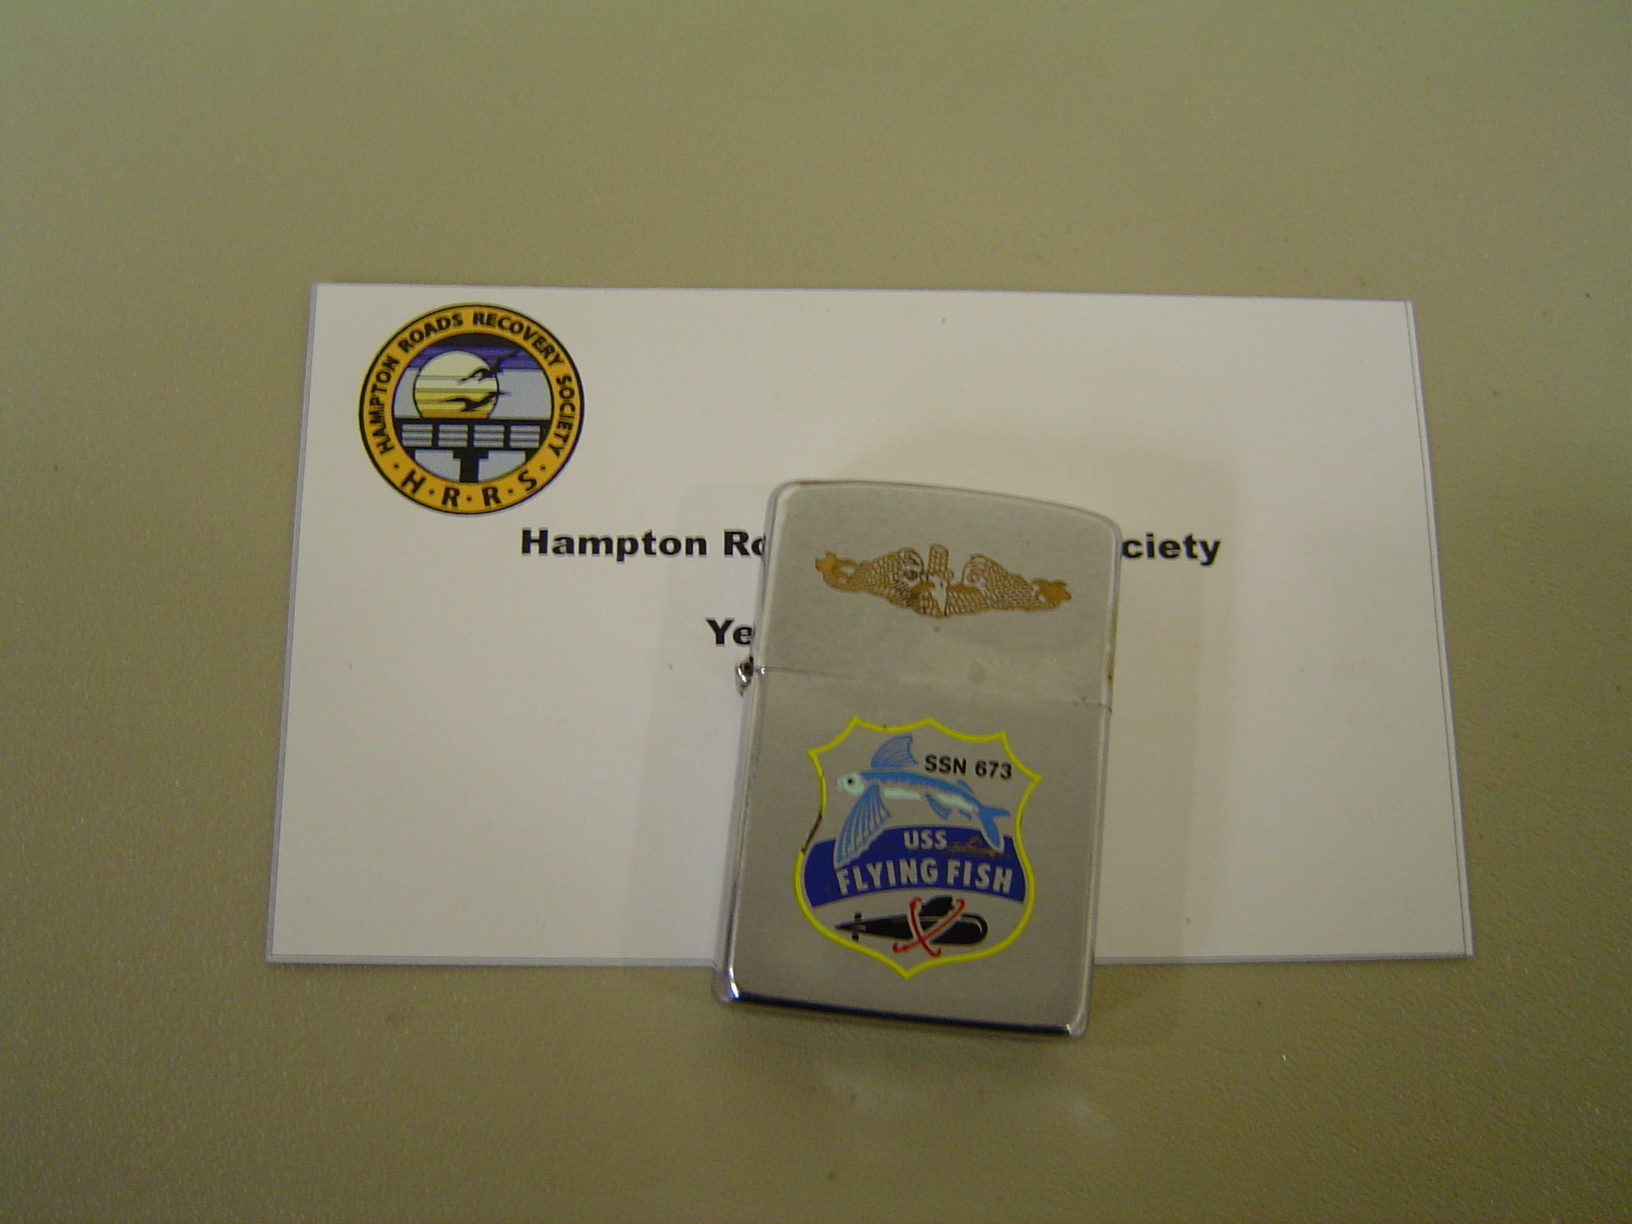 HAMPTON ROADS RECOVERY SOCIETY
H·R·R·S
Hampton Ro ciety
Ye
SSN 673
USS
FLYING FISH